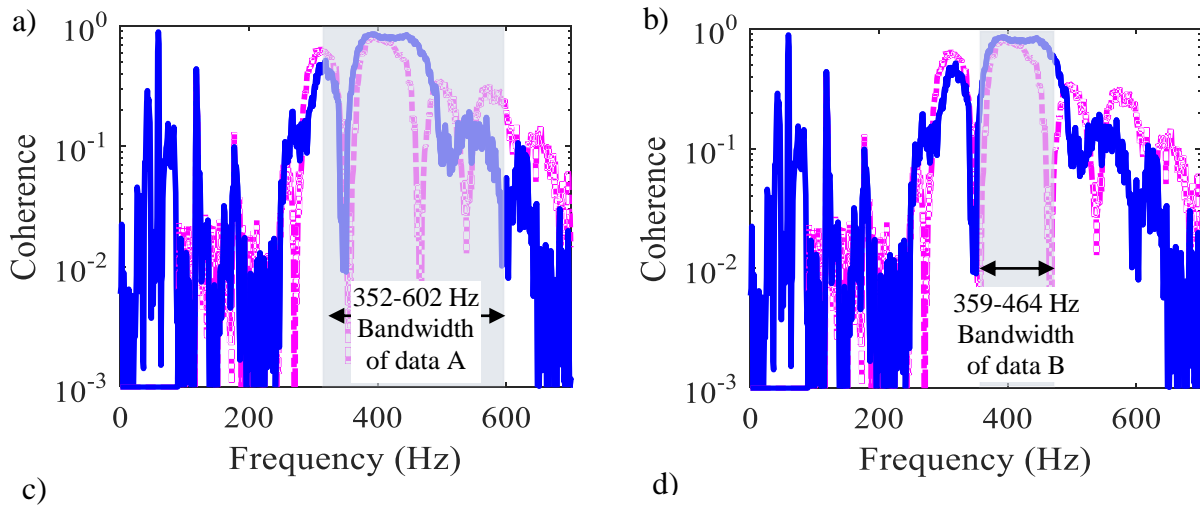 a)
10^0
10^-1
10^-2
10^-3
Coherence
352-602 Hz
Bandwidth
of data A
0 200 400 600
Frequency (Hz)
b)
10^0
10^-1
10^-2
10^-3
Coherence
359-464 Hz
Bandwidth
of data B
0 200 400 600
Frequency (Hz)
c)
d)